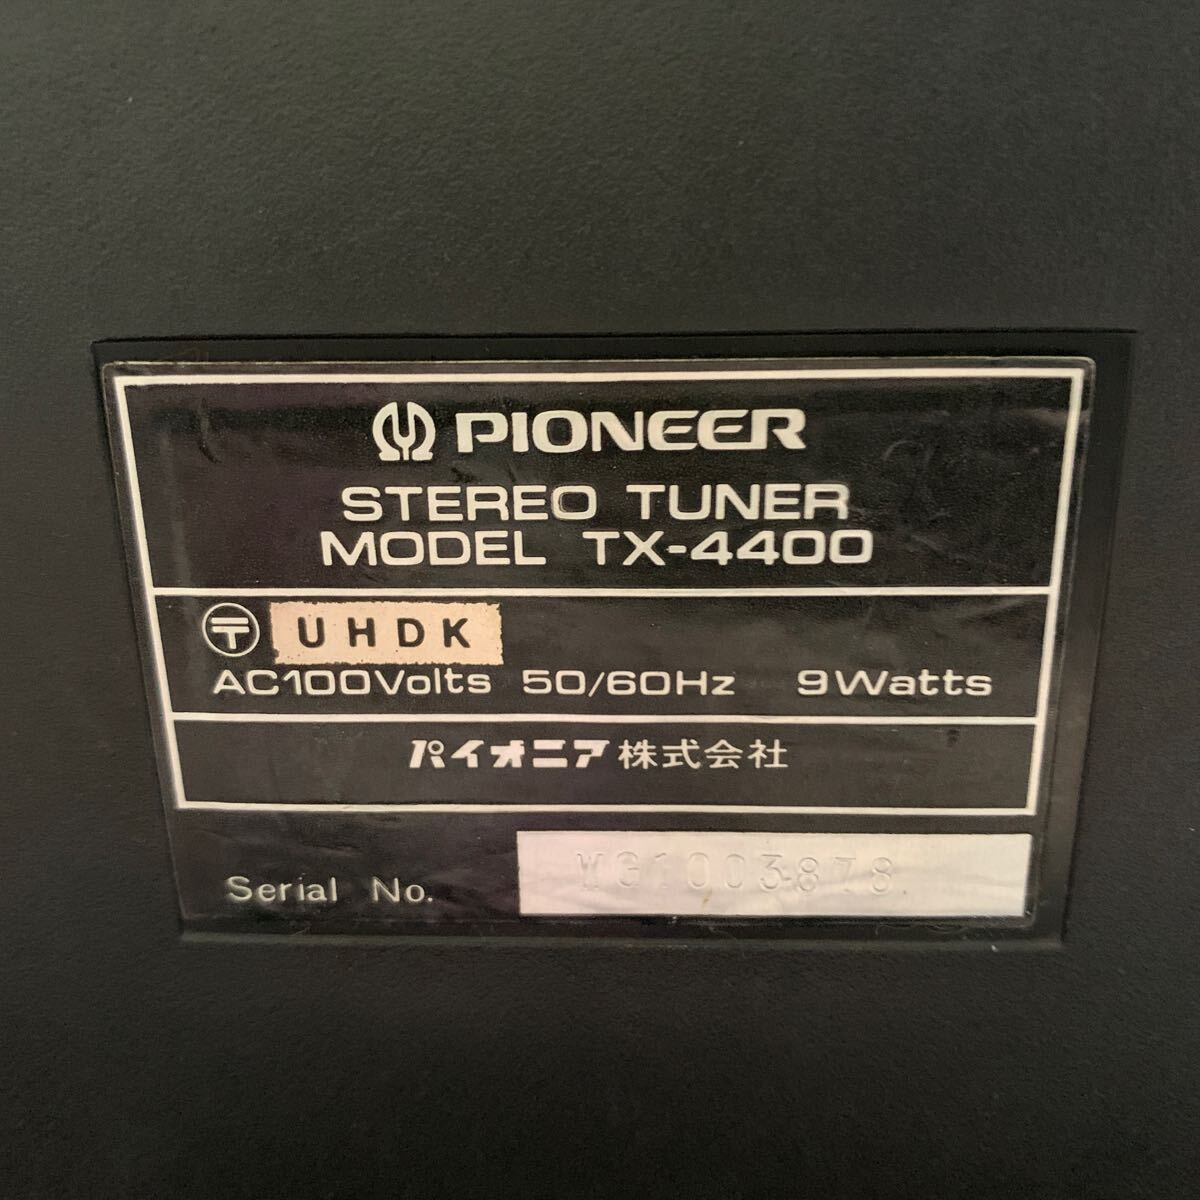 PIONEER
STEREO TUNER
MODEL TX-4400
〒 UHDK
AC100Volts 50/60Hz 9Watts
パイオニア株式会社
Serial No. WG1003878